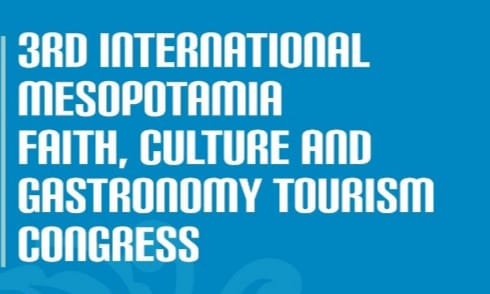 3RD INTERNATIONAL
MESOPOTAMIA
FAITH, CULTURE AND
GASTRONOMY TOURISM
CONGRESS